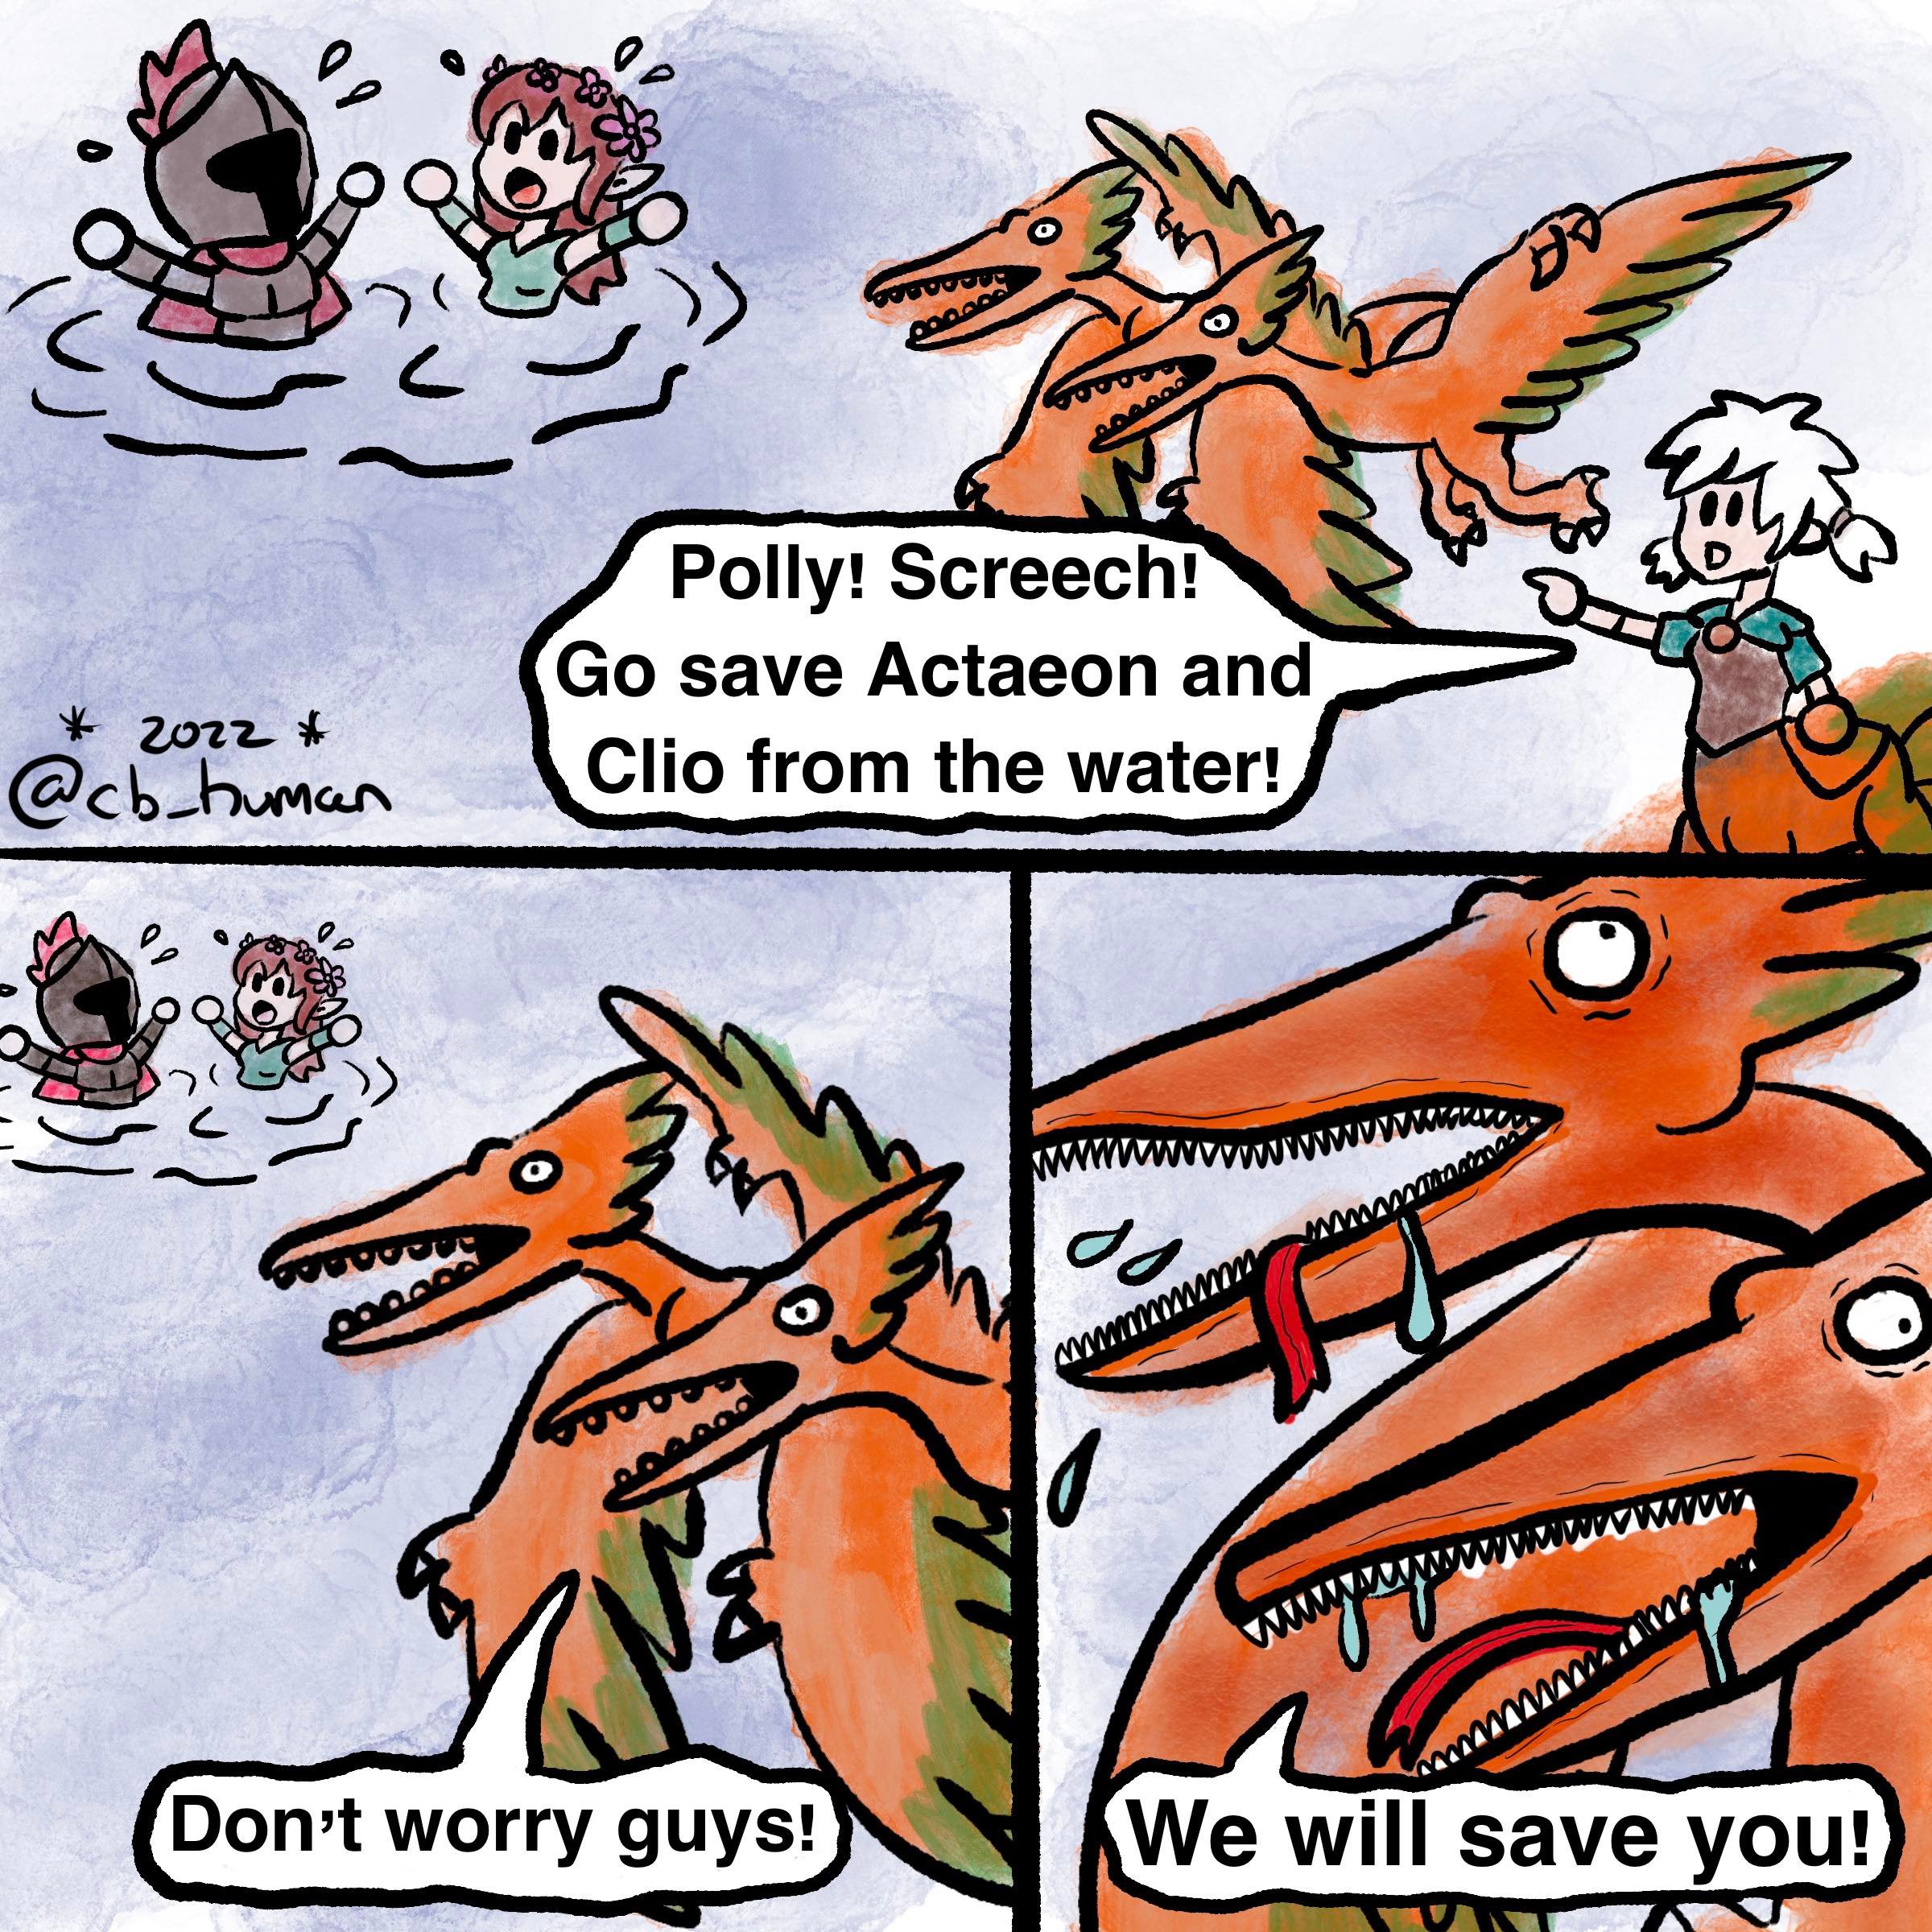 Polly! Screech!
Go save Actaeon and
Clio from the water!
* 2022 *
@cb_human
Don't worry guys!
We will save you!